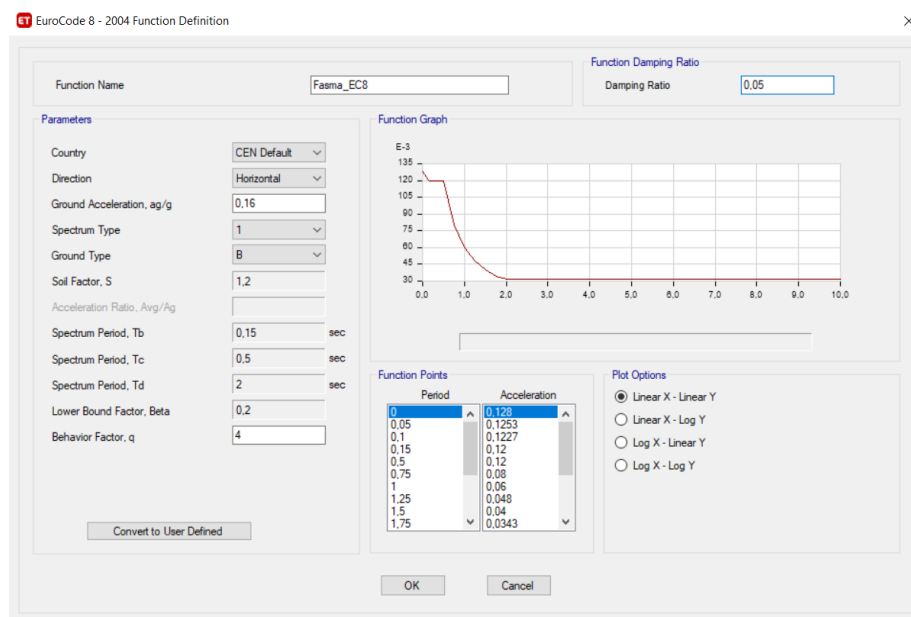 ET EuroCode 8 - 2004 Function Definition
Function Name
Fasma_EC8
Function Damping Ratio
Damping Ratio
0,05
Parameters
Country
CEN Default
Direction
Horizontal
Ground Acceleration, ag/g
0,16
Spectrum Type
1
Ground Type
B
Soil Factor, S
1,2
Acceleration Ratio, Avg/Ag
Spectrum Period, Tb
0,15
sec
Spectrum Period, Tc
0,5
sec
Spectrum Period, Td
2
sec
Lower Bound Factor, Beta
0,2
Behavior Factor, q
4
Convert to User Defined
Function Graph
E-3
135
120
105
90
75
60
45
30
0,0 1,0 2,0 3,0 4,0 5,0 6,0 7,0 8,0 9,0 10,0
Function Points
Period Acceleration
0 0,128
0,05 0,1253
0,1 0,1227
0,15 0,12
0,5 0,12
0,75 0,08
1 0,06
1,25 0,048
1,5 0,04
1,75 0,0343
Plot Options
Linear X - Linear Y
Linear X - Log Y
Log X - Linear Y
Log X - Log Y
OK
Cancel